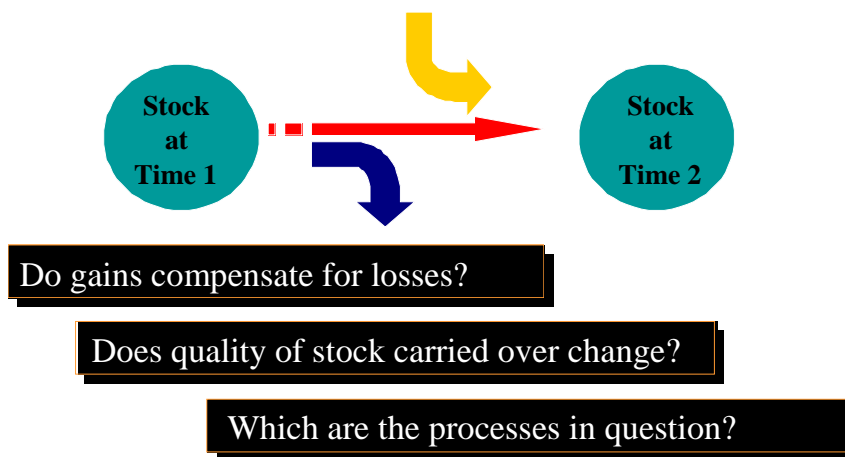 Stock
at
Time 1
Stock
at
Time 2
Do gains compensate for losses?
Does quality of stock carried over change?
Which are the processes in question?